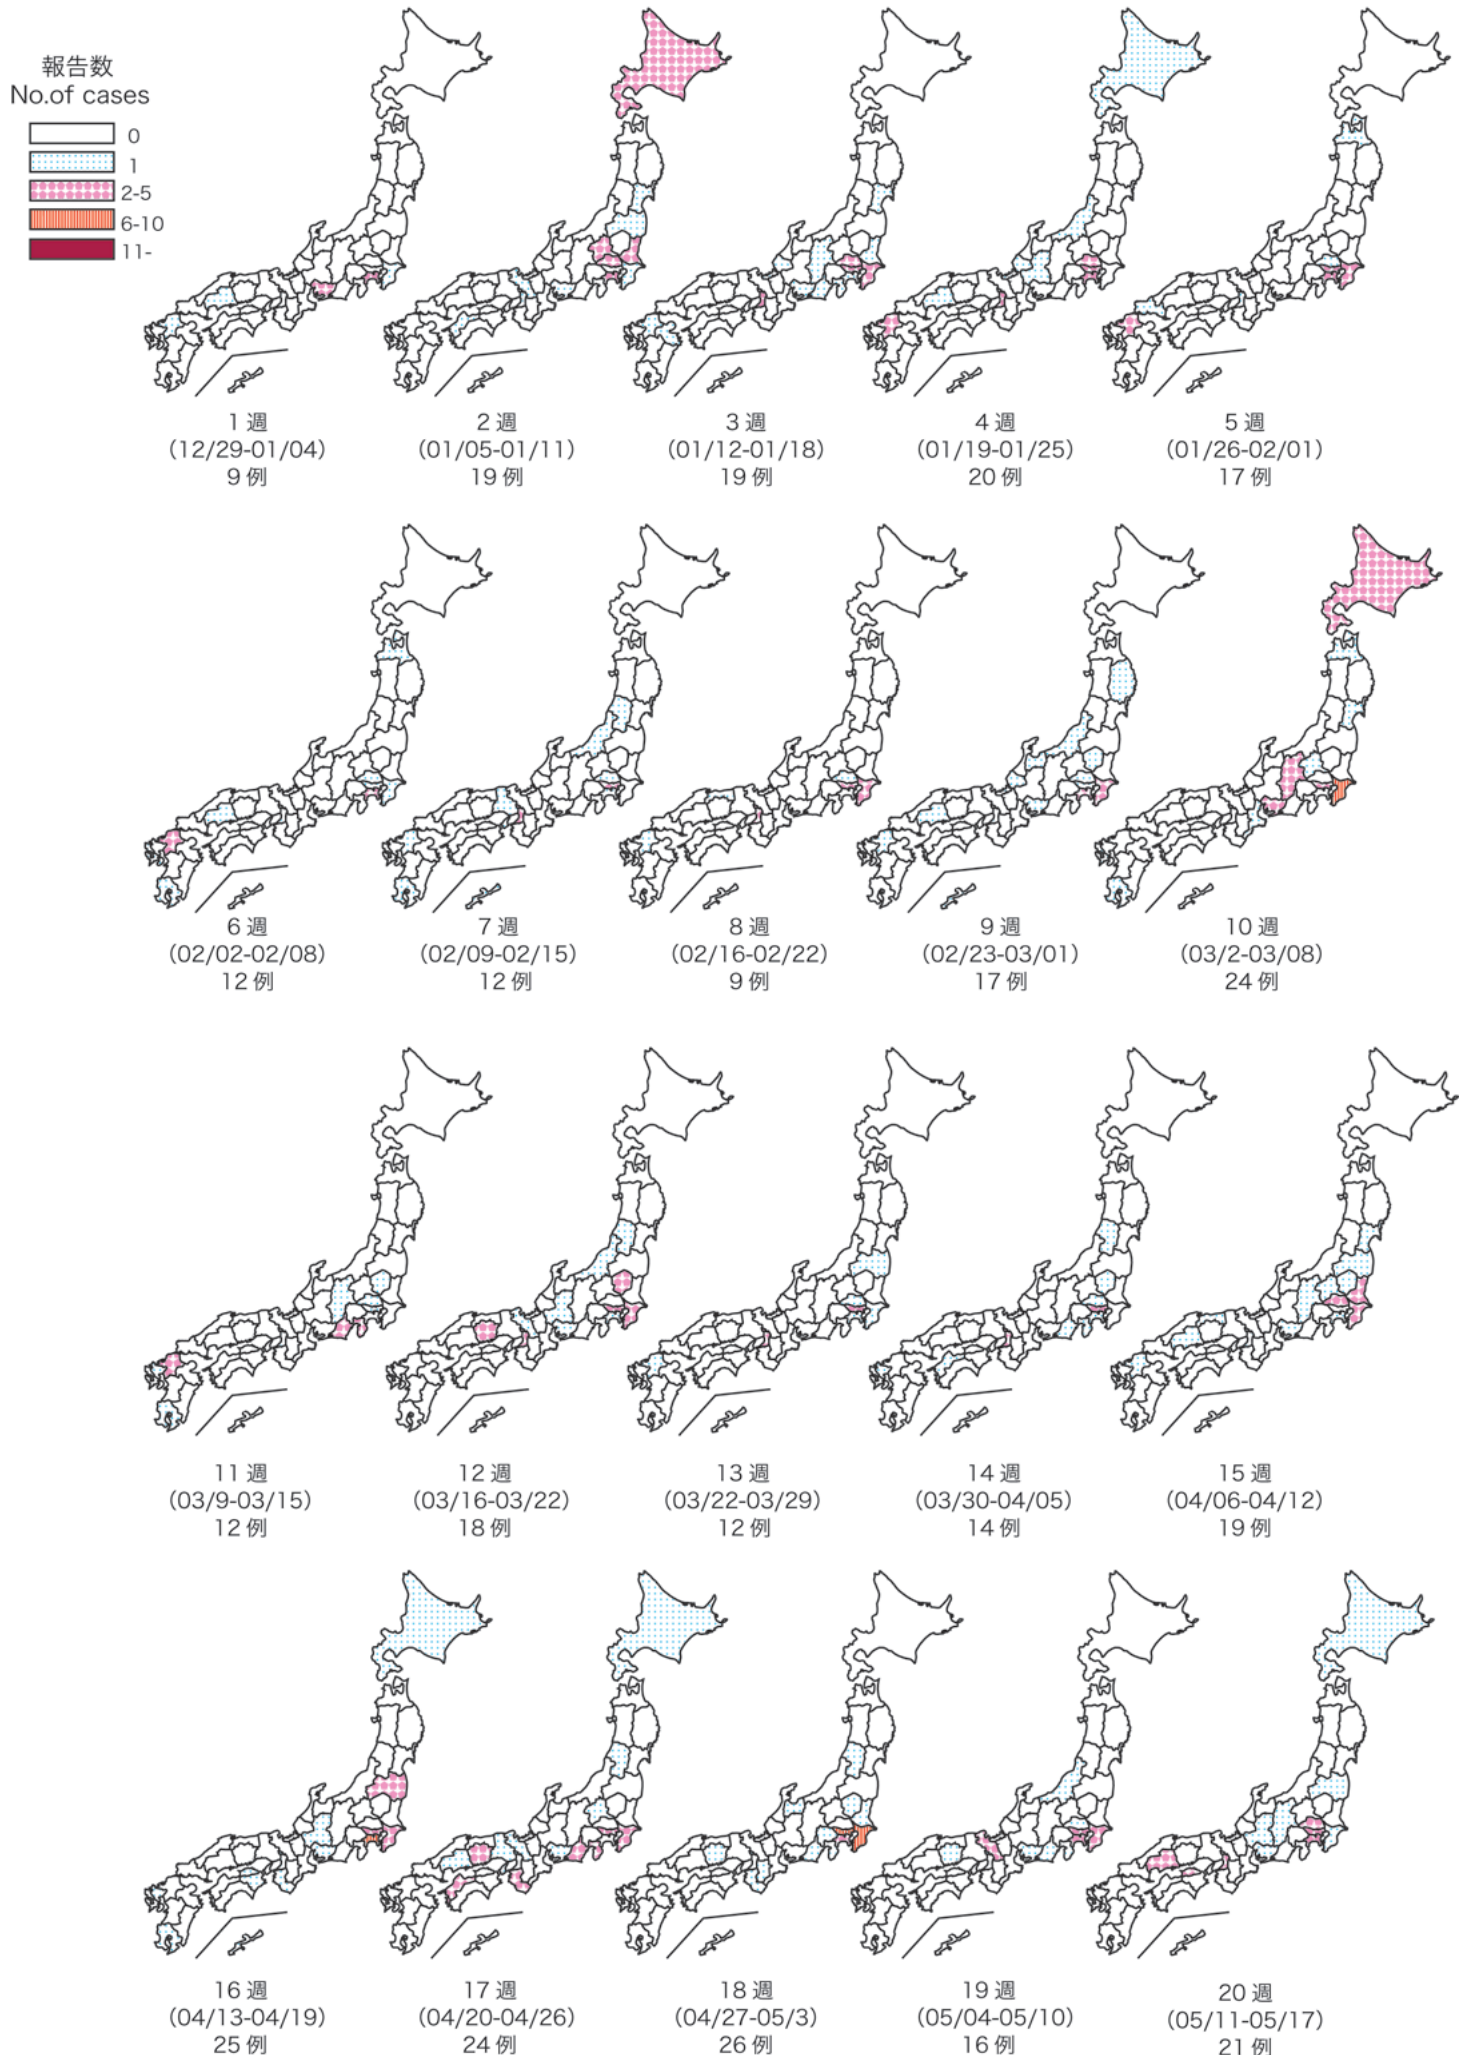 報告数
No.of cases
0
1
2-5
6-10
11-
1 週
(12/29-01/04)
9 例
2 週
(01/05-01/11)
19 例
3 週
(01/12-01/18)
19 例
4 週
(01/19-01/25)
20 例
5 週
(01/26-02/01)
17 例
6 週
(02/02-02/08)
12 例
7 週
(02/09-02/15)
12 例
8 週
(02/16-02/22)
9 例
9 週
(02/23-03/01)
17 例
10 週
(03/2-03/08)
24 例
11 週
(03/9-03/15)
12 例
12 週
(03/16-03/22)
18 例
13 週
(03/22-03/29)
12 例
14 週
(03/30-04/05)
14 例
15 週
(04/06-04/12)
19 例
16 週
(04/13-04/19)
25 例
17 週
(04/20-04/26)
24 例
18 週
(04/27-05/3)
26 例
19 週
(05/04-05/10)
16 例
20 週
(05/11-05/17)
21 例